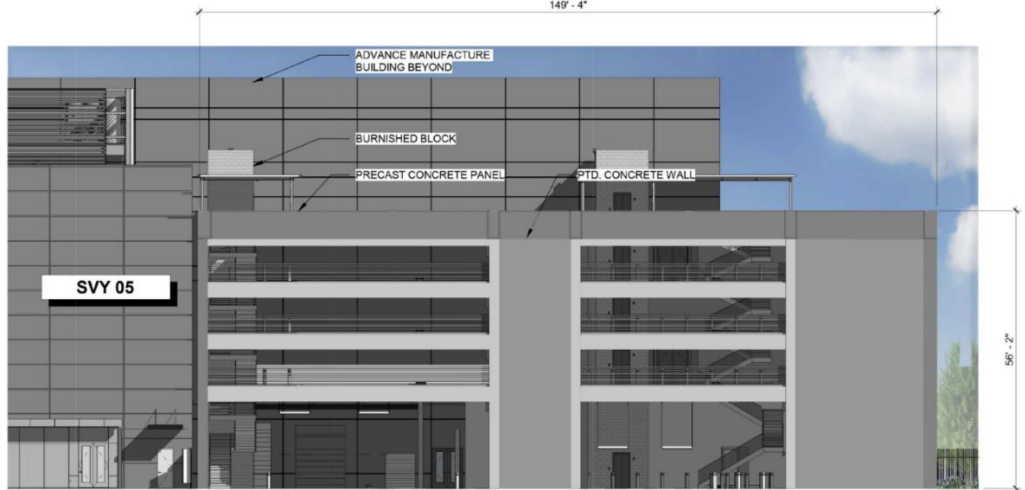 149' - 4"
ADVANCE MANUFACTURE
BUILDING BEYOND
BURNISHED BLOCK
PRECAST CONCRETE PANEL
PTD. CONCRETE WALL
SVY 05
56' - 2"